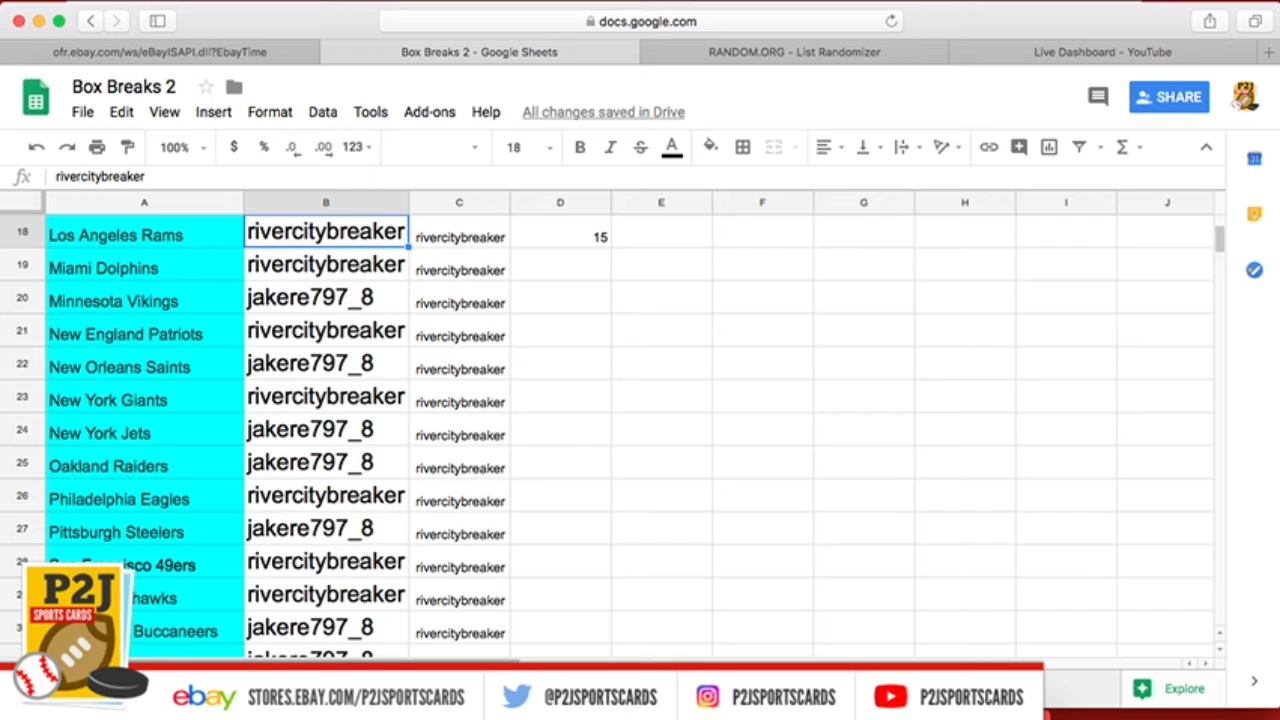 docs.google.com
ofr.ebay.com/ws/eBayISAPI.dll?EbayTime
Box Breaks 2 - Google Sheets
RANDOM.ORG - List Randomizer
Live Dashboard - YouTube
Box Breaks 2
SHARE
File Edit View Insert Format Data Tools Add-ons Help All changes saved in Drive
100% $ % .0 .00 123 18 B I S A
fx rivercitybreaker
A B C D E F G H I J
18 Los Angeles Rams rivercitybreaker rivercitybreaker 15
19 Miami Dolphins rivercitybreaker rivercitybreaker
20 Minnesota Vikings jakere797_8 rivercitybreaker
21 New England Patriots rivercitybreaker rivercitybreaker
22 New Orleans Saints jakere797_8 rivercitybreaker
23 New York Giants rivercitybreaker rivercitybreaker
24 New York Jets jakere797_8 rivercitybreaker
25 Oakland Raiders jakere797_8 rivercitybreaker
26 Philadelphia Eagles rivercitybreaker rivercitybreaker
27 Pittsburgh Steelers jakere797_8 rivercitybreaker
49ers rivercitybreaker rivercitybreaker
hawks rivercitybreaker rivercitybreaker
Buccaneers jakere797_8 rivercitybreaker
P2J
SPORTS CARDS
ebay STORES.EBAY.COM/P2JSPORTSCARDS @P2JSPORTSCARDS P2JSPORTSCARDS P2JSPORTSCARDS
Explore